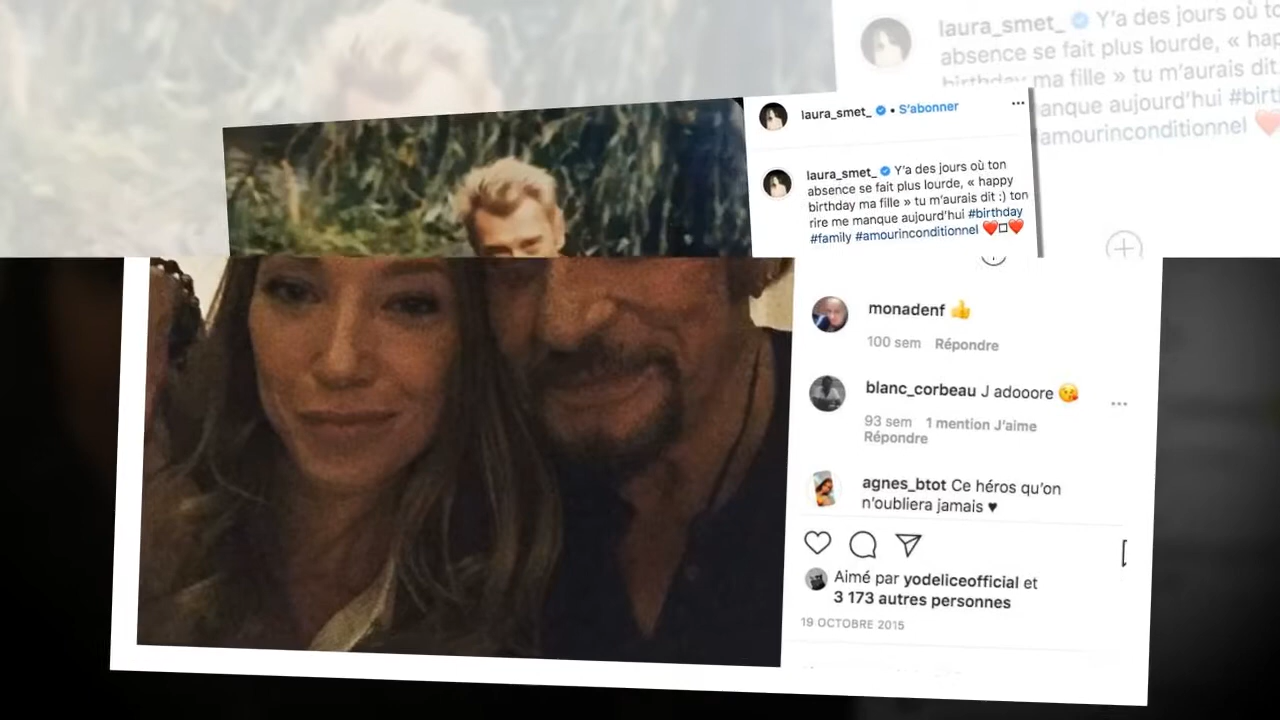 laura_smet_ Y'a des jours où to
absence se fait plus lourde, « hap
birthday ma fille » tu m'aurais dit
manque aujourd'hui #birt
amourinconditionnel ❤️
laura_smet_ • S'abonner
laura_smet_ Y'a des jours où ton
absence se fait plus lourde, « happy
birthday ma fille » tu m'aurais dit :) ton
rire me manque aujourd'hui #birthday
#family #amourinconditionnel ❤️□❤️
monadenf 👍
100 sem Répondre
blanc_corbeau J adooore 😘
93 sem 1 mention J'aime
Répondre
agnes_btot Ce héros qu'on
n'oubliera jamais ♥
Aimé par yodeliceofficial et
3 173 autres personnes
19 OCTOBRE 2015